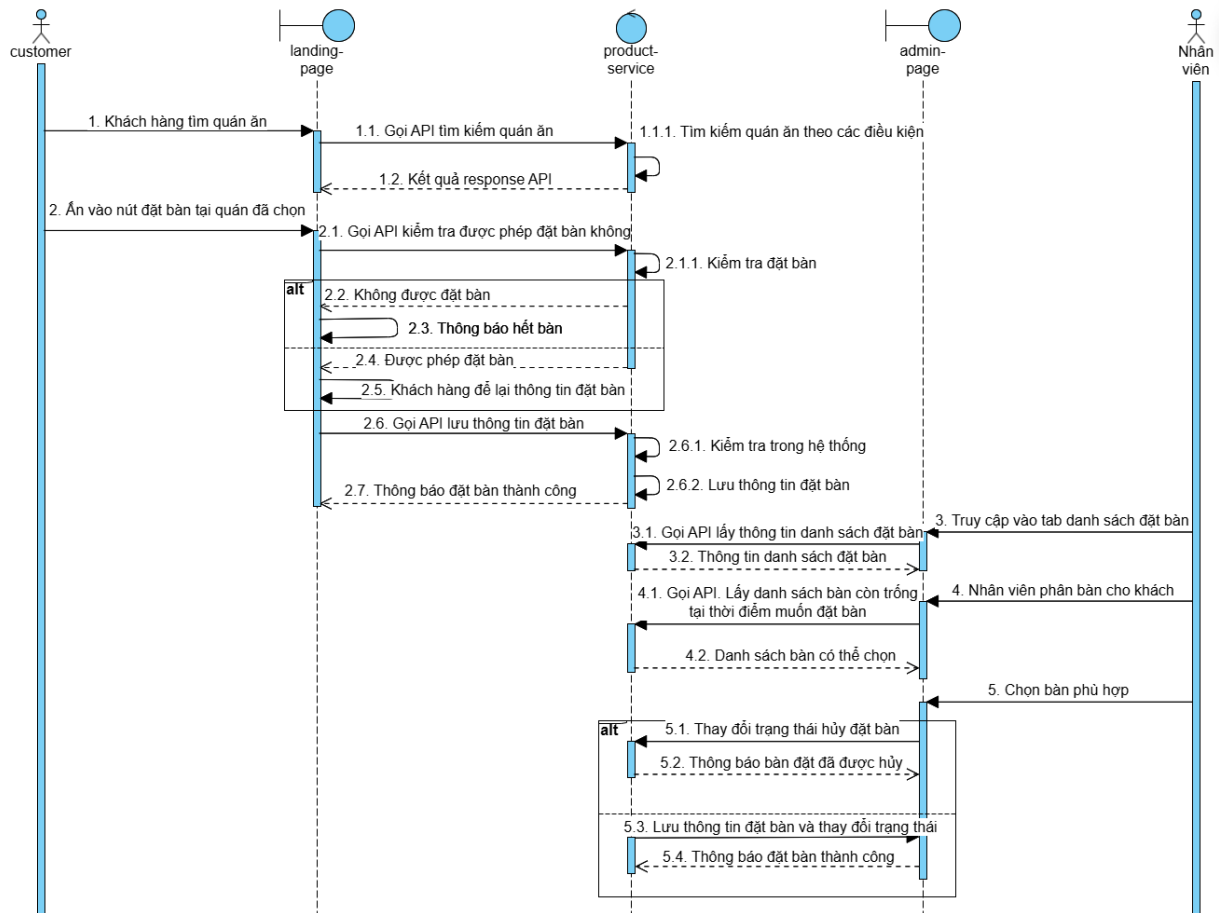 customer
landing-
page
product-
service
admin-
page
Nhân
viên
1. Khách hàng tìm quán ăn
1.1. Gọi API tìm kiếm quán ăn
1.1.1. Tìm kiếm quán ăn theo các điều kiện
1.2. Kết quả response API
2. Ấn vào nút đặt bàn tại quán đã chọn
2.1. Gọi API kiểm tra được phép đặt bàn không
2.1.1. Kiểm tra đặt bàn
alt
2.2. Không được đặt bàn
2.3. Thông báo hết bàn
2.4. Được phép đặt bàn
2.5. Khách hàng để lại thông tin đặt bàn
2.6. Gọi API lưu thông tin đặt bàn
2.6.1. Kiểm tra trong hệ thống
2.6.2. Lưu thông tin đặt bàn
2.7. Thông báo đặt bàn thành công
3. Truy cập vào tab danh sách đặt bàn
3.1. Gọi API lấy thông tin danh sách đặt bàn
3.2. Thông tin danh sách đặt bàn
4. Nhân viên phân bàn cho khách
4.1. Gọi API. Lấy danh sách bàn còn trống
tại thời điểm muốn đặt bàn
4.2. Danh sách bàn có thể chọn
5. Chọn bàn phù hợp
alt
5.1. Thay đổi trạng thái hủy đặt bàn
5.2. Thông báo bàn đặt đã được hủy
5.3. Lưu thông tin đặt bàn và thay đổi trạng thái
5.4. Thông báo đặt bàn thành công